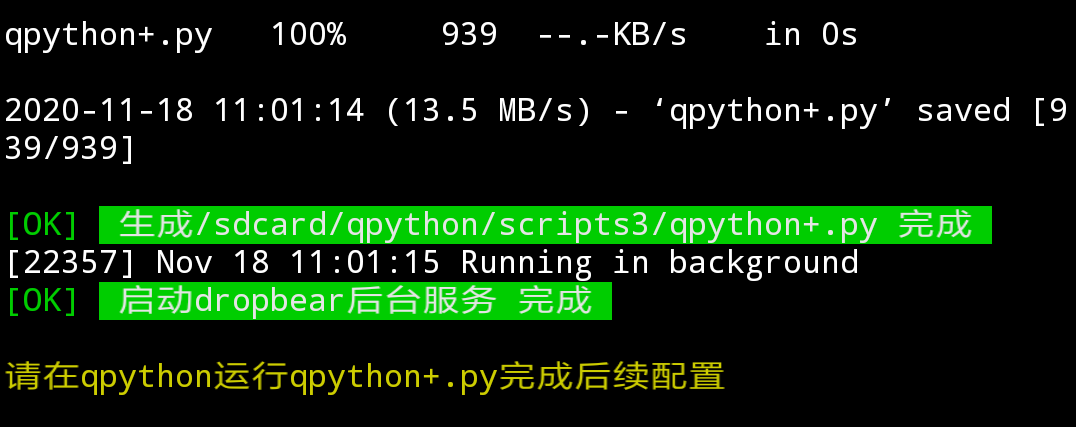 qpython+.py   100%     939  --.-KB/s    in 0s
2020-11-18 11:01:14 (13.5 MB/s) - ‘qpython+.py’ saved [9
39/939]
[OK]  生成/sdcard/qpython/scripts3/qpython+.py 完成
[22357] Nov 18 11:01:15 Running in background
[OK]  启动dropbear后台服务 完成
请在qpython运行qpython+.py完成后续配置